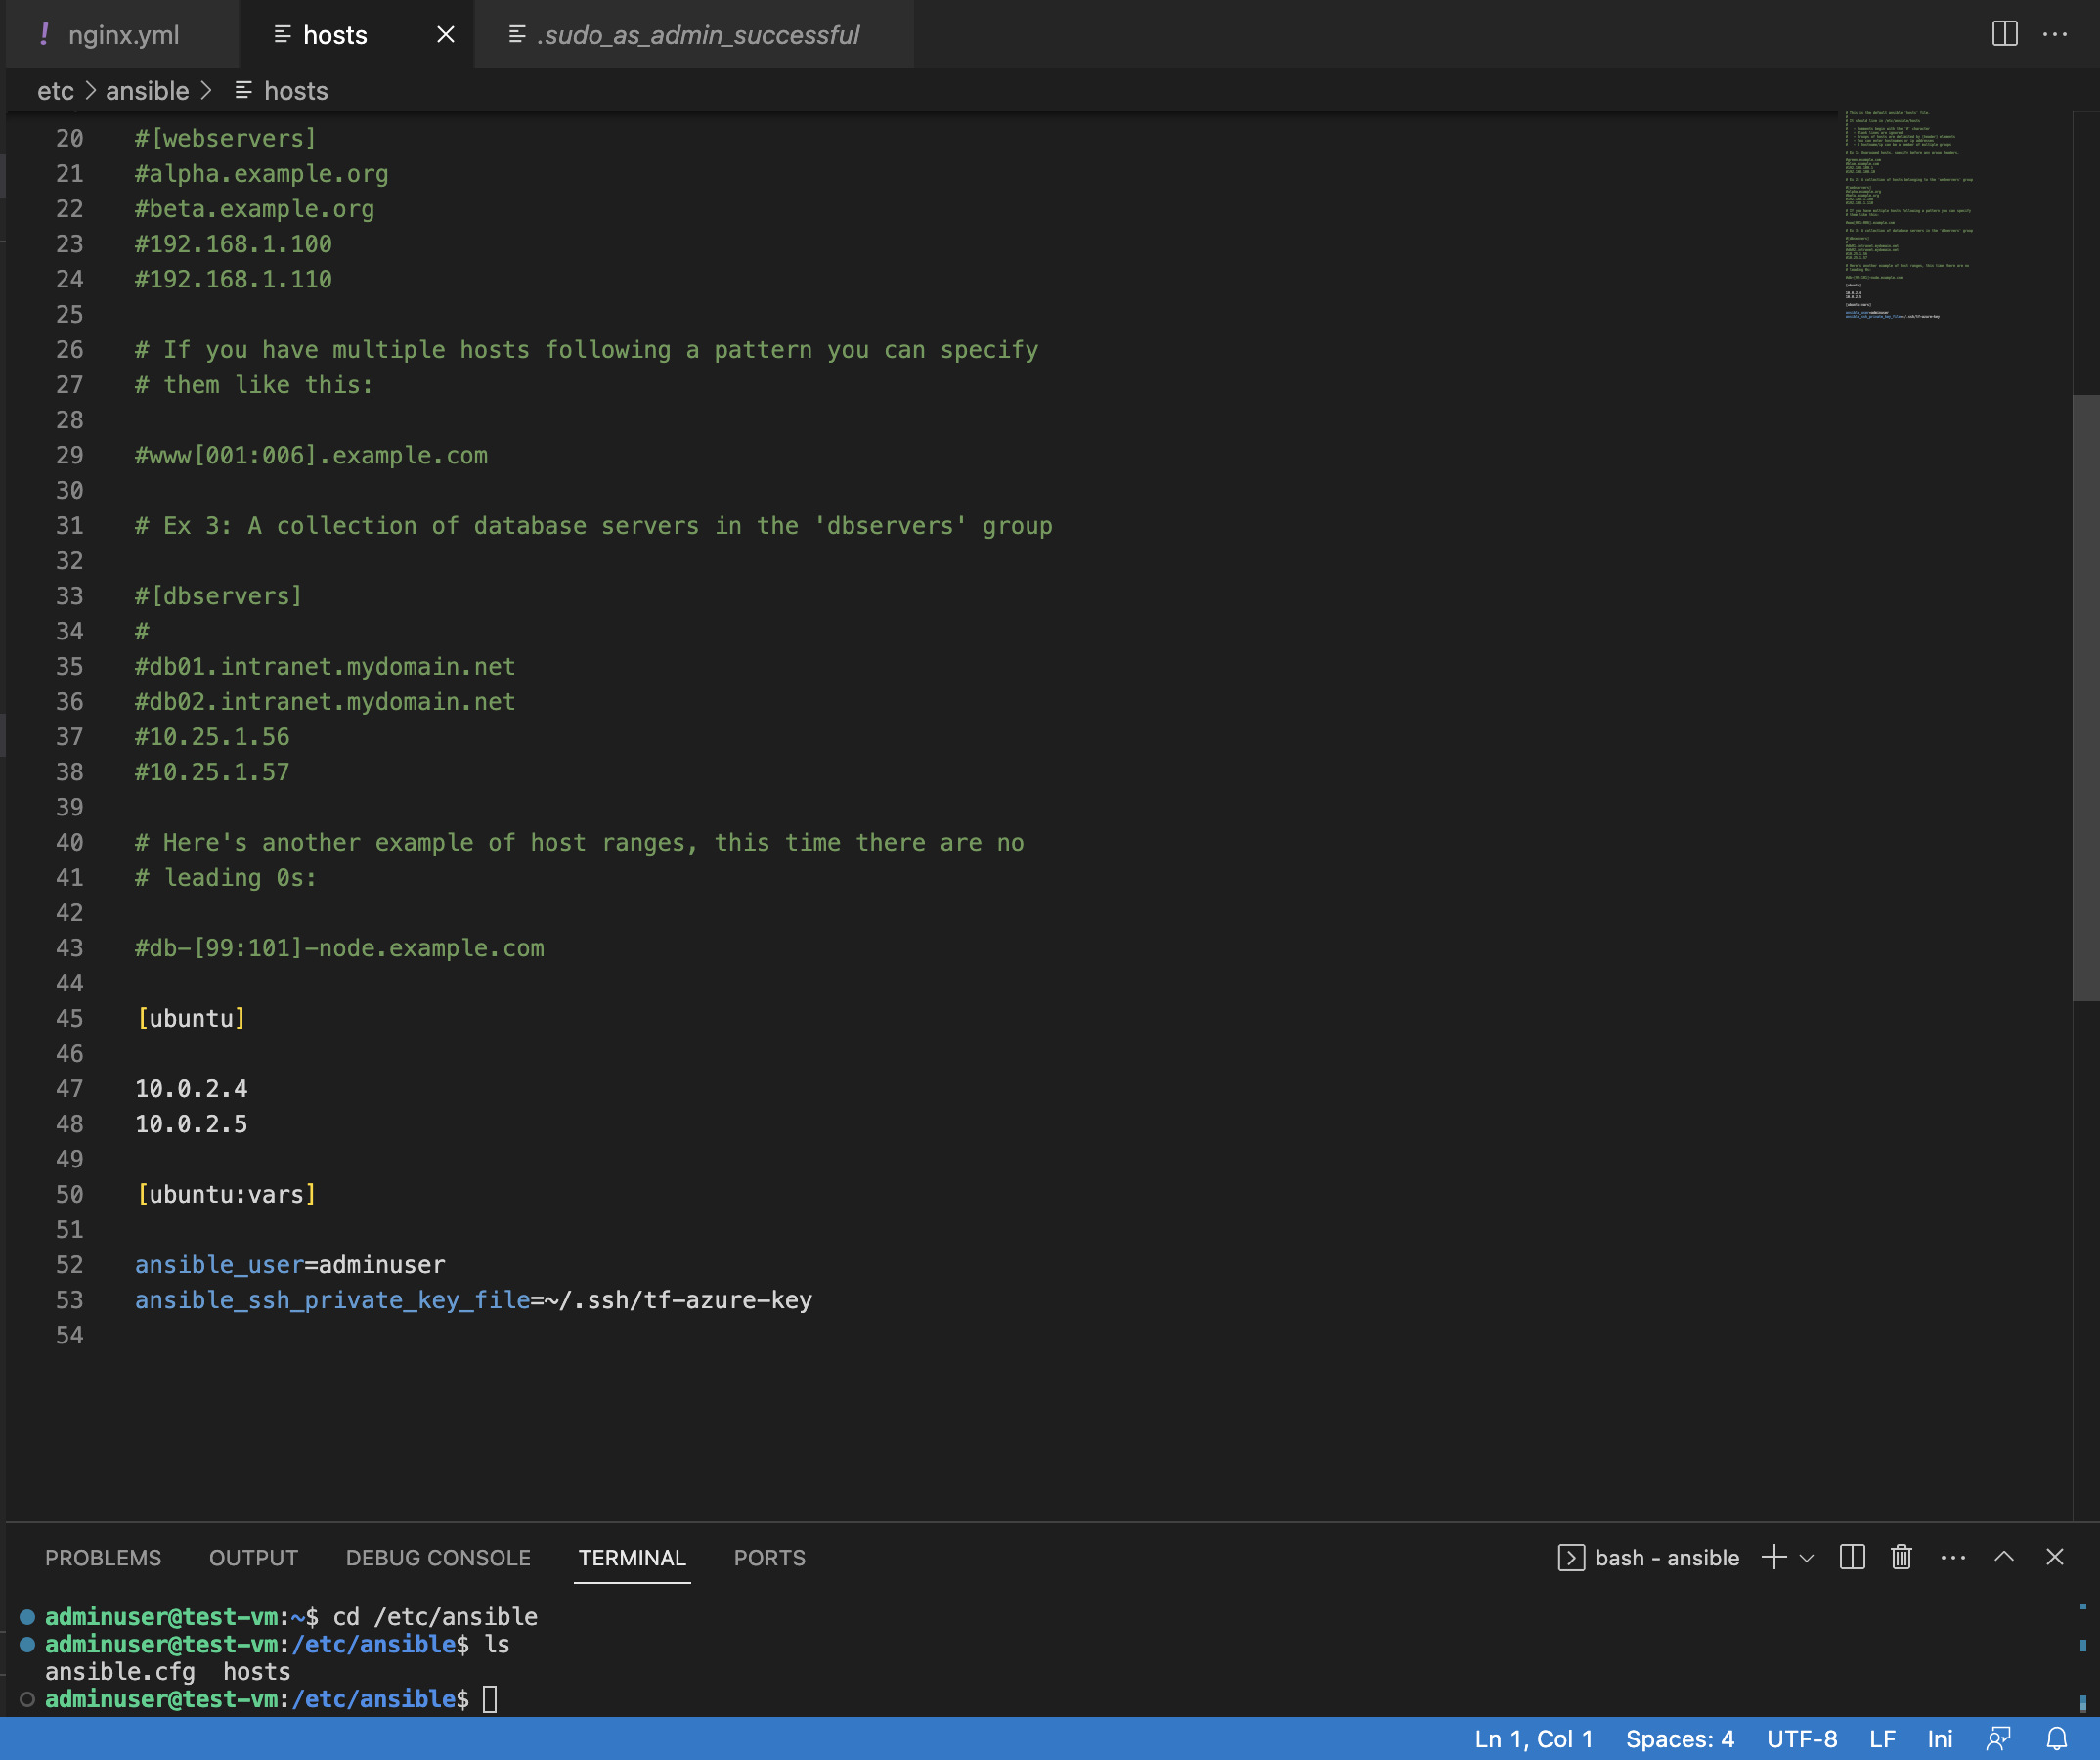 ! nginx.yml
hosts
.sudo_as_admin_successful
etc > ansible > hosts
20 #[webservers]
21 #alpha.example.org
22 #beta.example.org
23 #192.168.1.100
24 #192.168.1.110
25
26 # If you have multiple hosts following a pattern you can specify
27 # them like this:
28
29 #www[001:006].example.com
30
31 # Ex 3: A collection of database servers in the 'dbservers' group
32
33 #[dbservers]
34 #
35 #db01.intranet.mydomain.net
36 #db02.intranet.mydomain.net
37 #10.25.1.56
38 #10.25.1.57
39
40 # Here's another example of host ranges, this time there are no
41 # leading 0s:
42
43 #db-[99:101]-node.example.com
44
45 [ubuntu]
46
47 10.0.2.4
48 10.0.2.5
49
50 [ubuntu:vars]
51
52 ansible_user=adminuser
53 ansible_ssh_private_key_file=~/.ssh/tf-azure-key
54
PROBLEMS OUTPUT DEBUG CONSOLE TERMINAL PORTS
bash - ansible
adminuser@test-vm:~$ cd /etc/ansible
adminuser@test-vm:/etc/ansible$ ls
ansible.cfg hosts
adminuser@test-vm:/etc/ansible$
Ln 1, Col 1 Spaces: 4 UTF-8 LF Ini